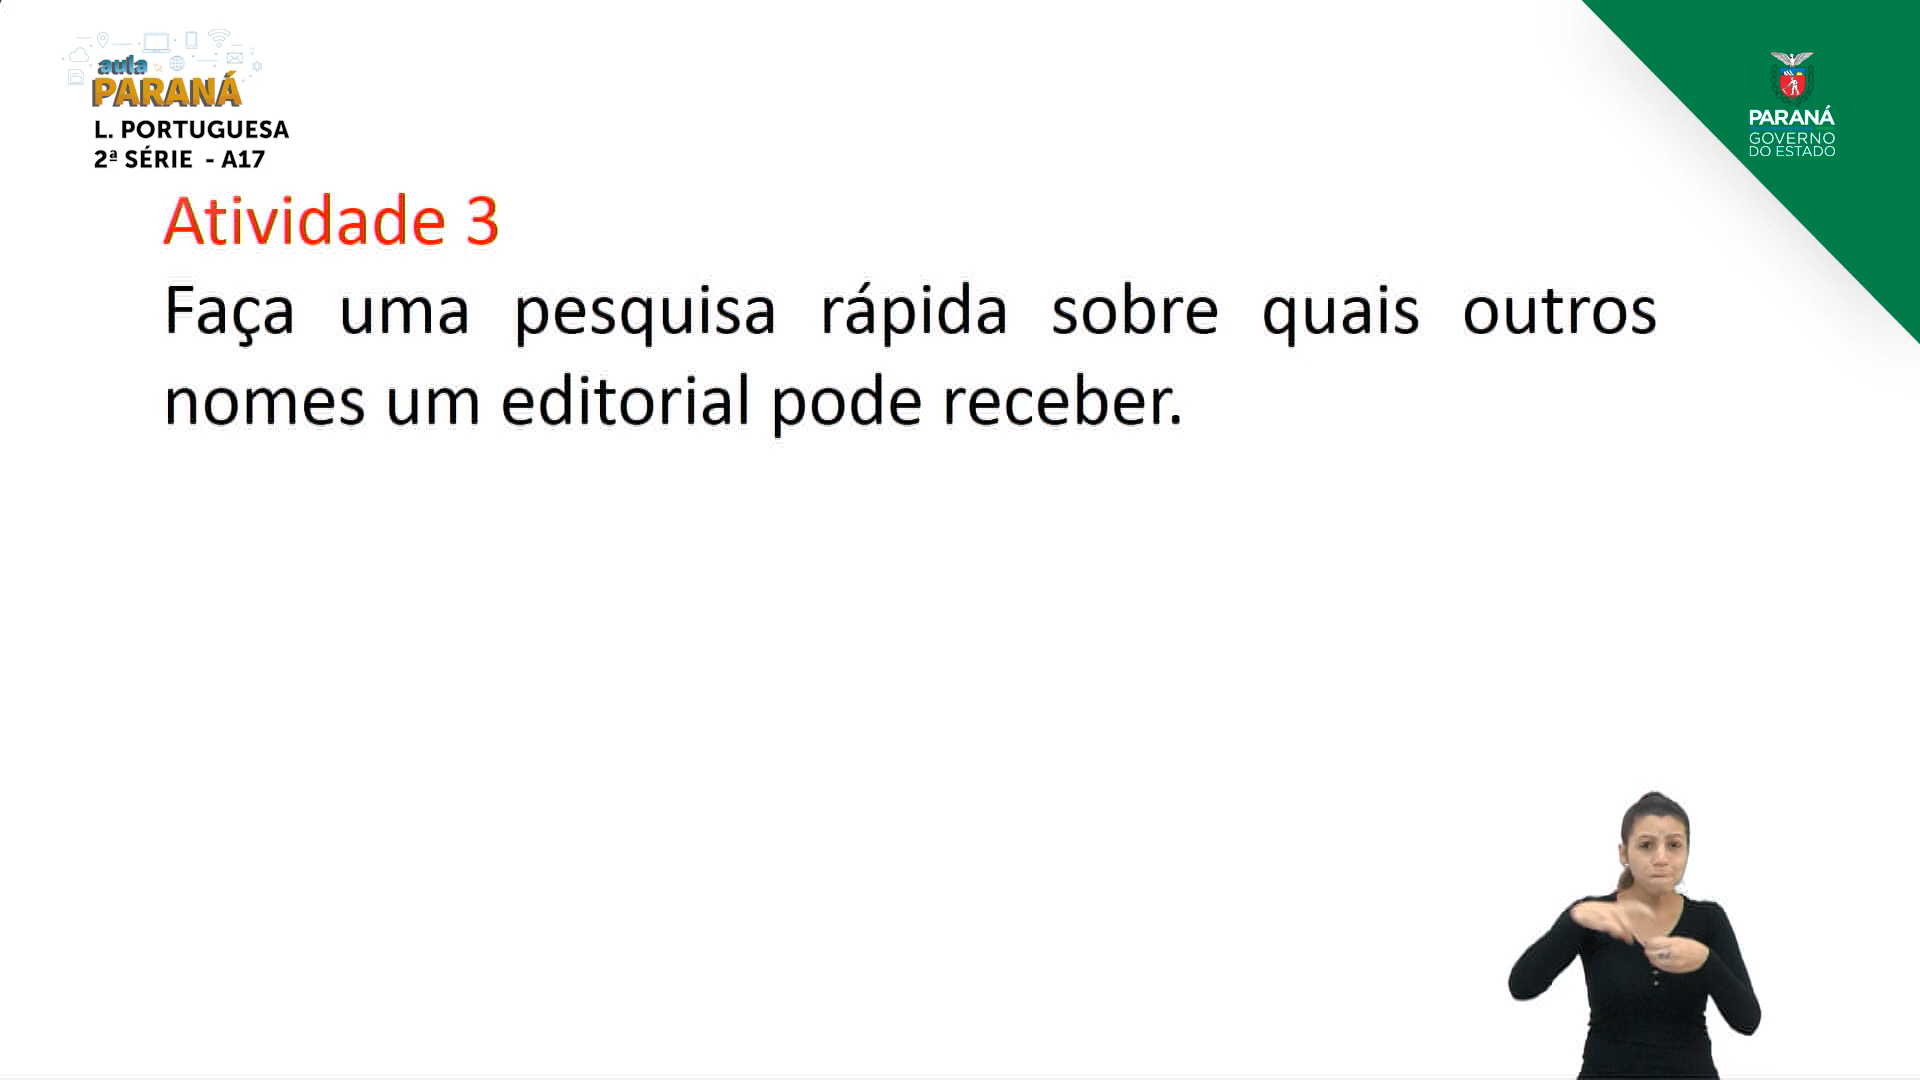 aula
PARANÁ
L. PORTUGUESA
2ª SÉRIE - A17
PARANÁ
GOVERNO
DO ESTADO
Atividade 3
Faça uma pesquisa rápida sobre quais outros
nomes um editorial pode receber.